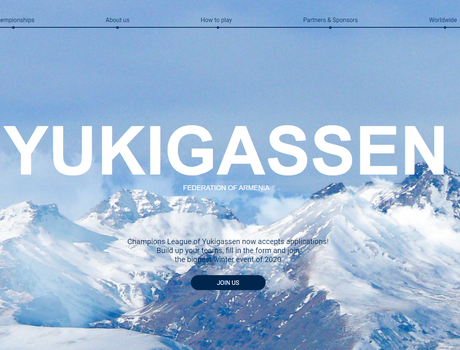 empionships
About us
How to play
Partners & Sponsors
Worldwide
YUKIGASSEN
FEDERATION OF ARMENIA
Champions League of Yukigassen now accepts applications!
Build up your teams, fill in the form and join
the biggest winter event of 2020
JOIN US